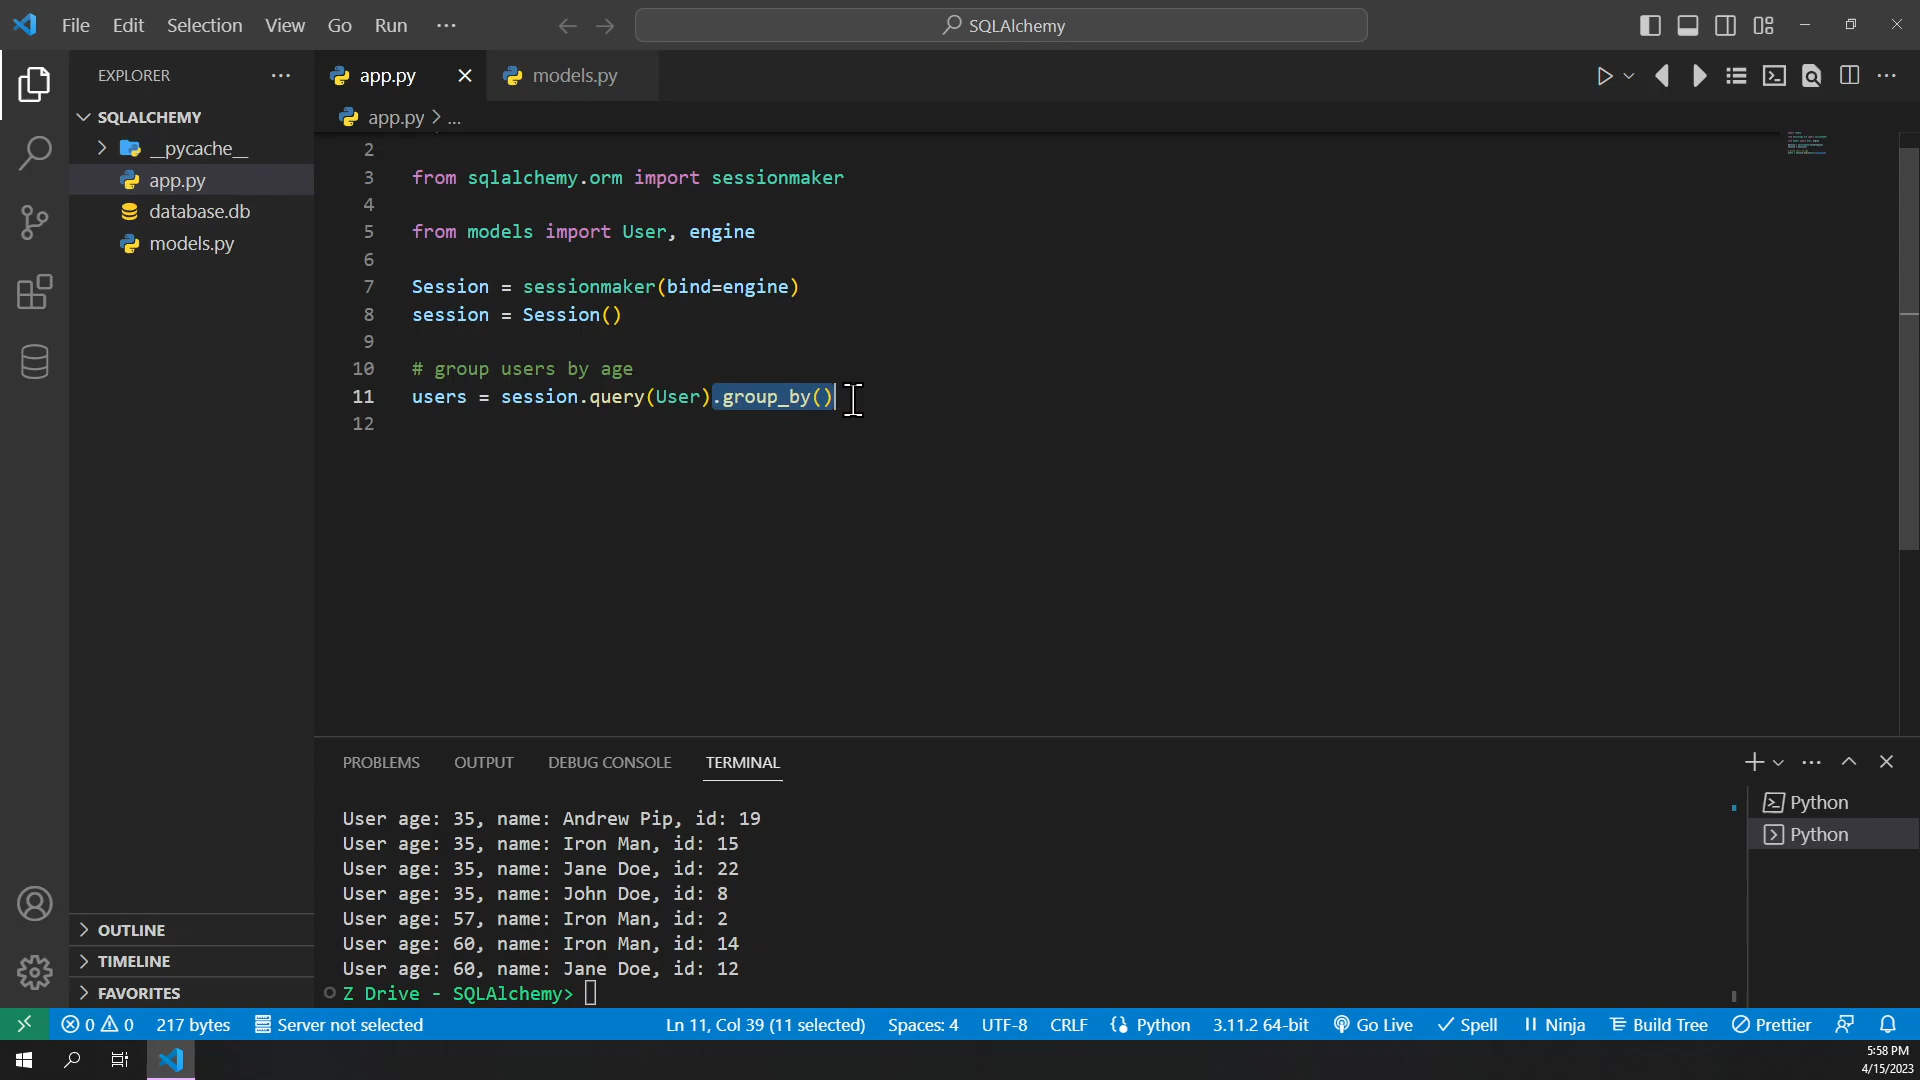 File Edit Selection View Go Run ···
SQLAlchemy
EXPLORER ···
SQLALCHEMY
__pycache__
app.py
database.db
models.py
OUTLINE
TIMELINE
FAVORITES
app.py models.py
app.py > ...
2
3 from sqlalchemy.orm import sessionmaker
4
5 from models import User, engine
6
7 Session = sessionmaker(bind=engine)
8 session = Session()
9
10 # group users by age
11 users = session.query(User).group_by()
12
PROBLEMS OUTPUT DEBUG CONSOLE TERMINAL
User age: 35, name: Andrew Pip, id: 19
User age: 35, name: Iron Man, id: 15
User age: 35, name: Jane Doe, id: 22
User age: 35, name: John Doe, id: 8
User age: 57, name: Iron Man, id: 2
User age: 60, name: Iron Man, id: 14
User age: 60, name: Jane Doe, id: 12
Z Drive - SQLAlchemy>
Python
Python
0 0 217 bytes Server not selected Ln 11, Col 39 (11 selected) Spaces: 4 UTF-8 CRLF Python 3.11.2 64-bit Go Live Spell Ninja Build Tree Prettier
5:58 PM
4/15/2023